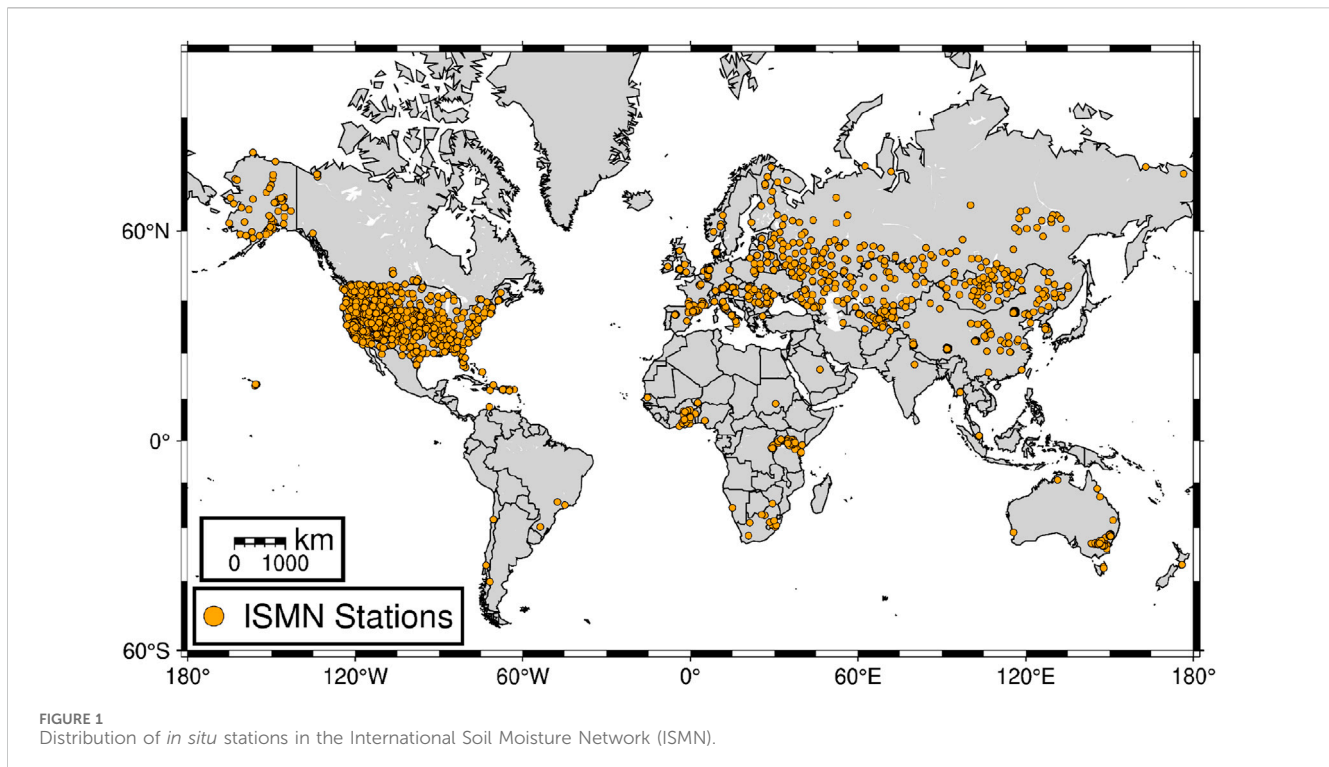 60°N
0°
60°S
km
0 1000
ISMN Stations
180° 120°W 60°W 0° 60°E 120°E 180°
FIGURE 1
Distribution of in situ stations in the International Soil Moisture Network (ISMN).